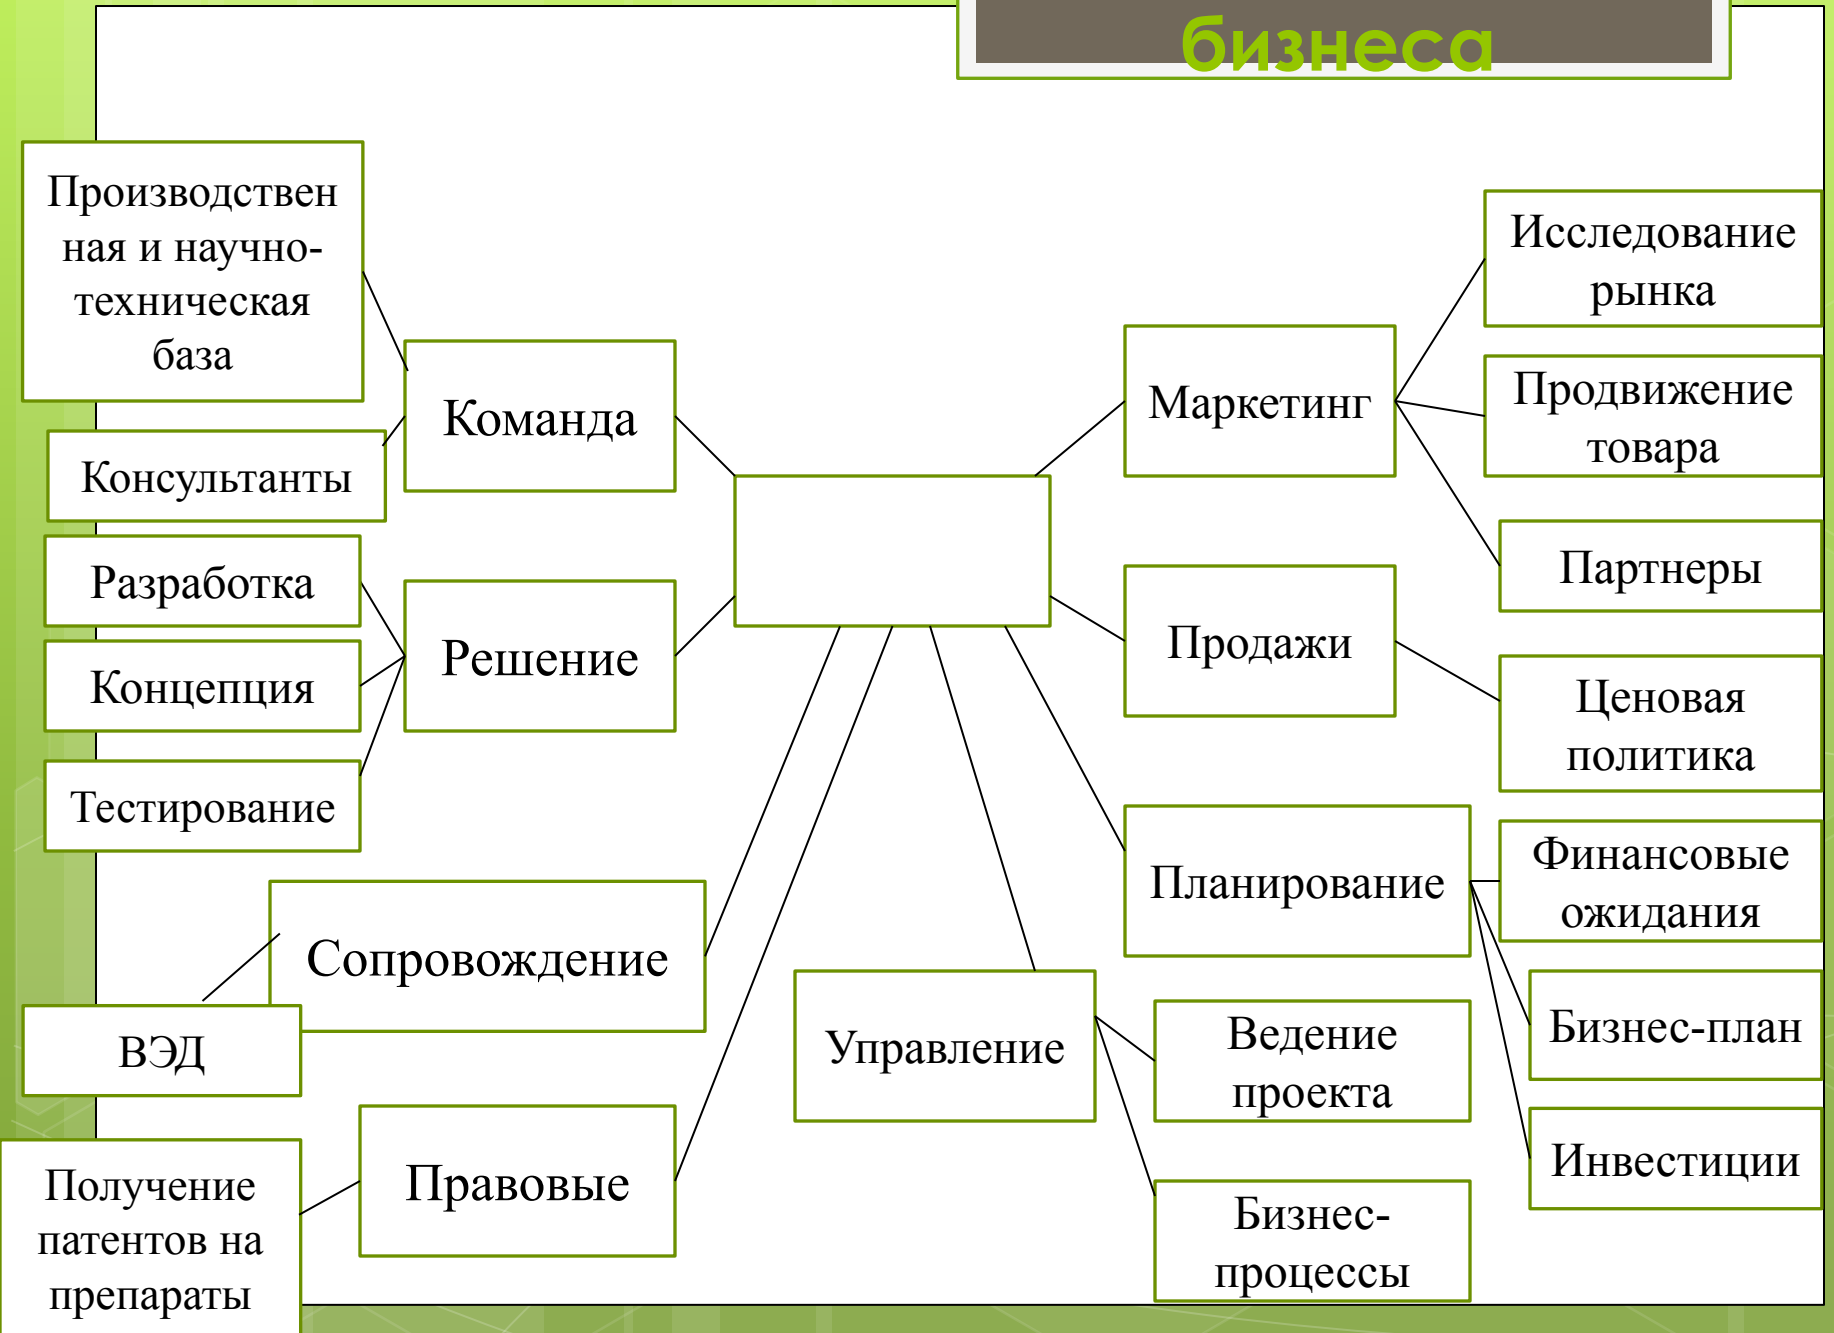 бизнеса
Производствен
ная и научно-
техническая
база
Консультанты
Команда
Разработка
Концепция
Тестирование
Решение
Сопровождение
ВЭД
Правовые
Получение
патентов на
препараты
Маркетинг
Исследование
рынка
Продвижение
товара
Партнеры
Продажи
Ценовая
политика
Планирование
Финансовые
ожидания
Бизнес-план
Инвестиции
Управление
Ведение
проекта
Бизнес-
процессы